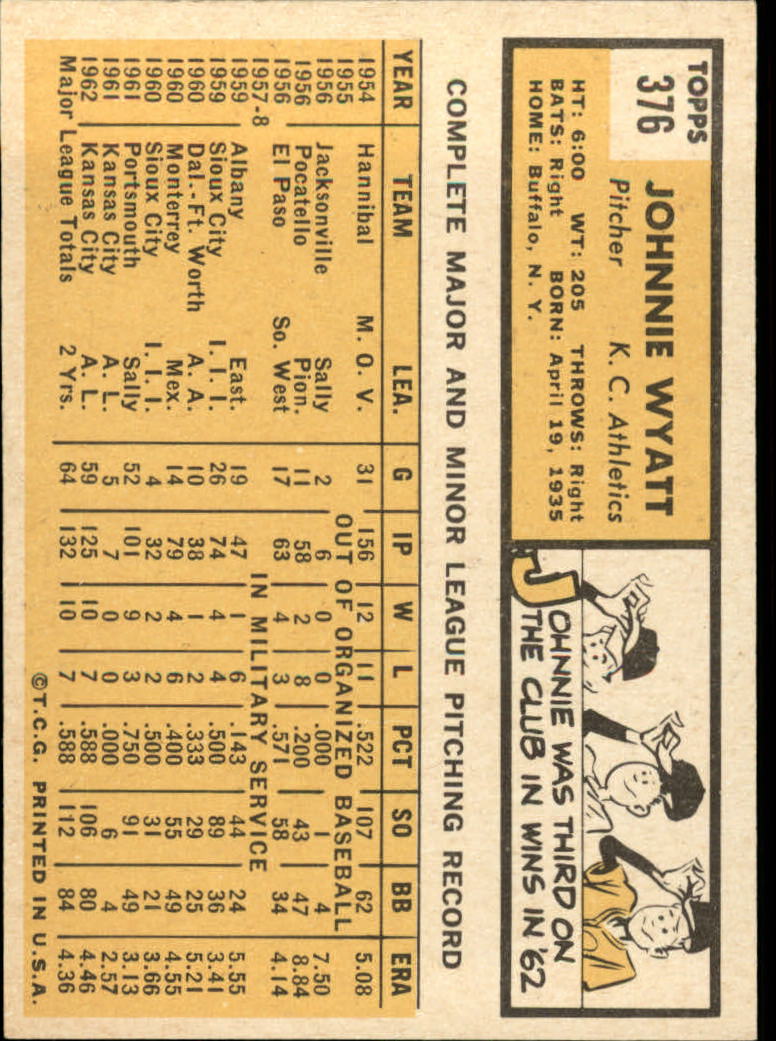 TOPPS
376
JOHNNIE WYATT
Pitcher K. C. Athletics
HT: 6:00 WT: 205 THROWS: Right
BATS: Right BORN: April 19, 1935
HOME: Buffalo, N. Y.
JOHNNIE WAS THIRD ON
THE CLUB IN WINS IN '62
COMPLETE MAJOR AND MINOR LEAGUE PITCHING RECORD
YEAR TEAM LEA. G IP W L PCT SO BB ERA
1954 Hannibal M. O. V. 31 156 12 11 .522 107 62 5.08
1955 OUT OF ORGANIZED BASEBALL
1956 Jacksonville Sally 2 6 0 0 .000 1 4 7.50
1956 Pocatello Pion. 11 58 2 8 .200 43 47 8.84
1956 El Paso So. West 17 63 4 3 .571 58 34 4.14
1957-8 IN MILITARY SERVICE
1959 Albany East. 19 47 1 6 .143 44 24 5.55
1959 Sioux City I. I. I. 26 74 4 4 .500 89 36 3.41
1960 Dal.-Ft. Worth A. A. 10 38 1 2 .333 29 25 5.21
1960 Monterrey Mex. 14 79 4 6 .400 55 49 4.55
1960 Sioux City I. I. I. 4 32 2 2 .500 31 21 3.66
1961 Portsmouth Sally 52 101 9 3 .750 91 49 3.13
1961 Kansas City A. L. 5 7 0 0 .000 6 4 2.57
1962 Kansas City A. L. 59 125 10 7 .588 106 80 4.46
Major League Totals 2 Yrs. 64 132 10 7 .588 112 84 4.36
©T.C.G. PRINTED IN U.S.A.